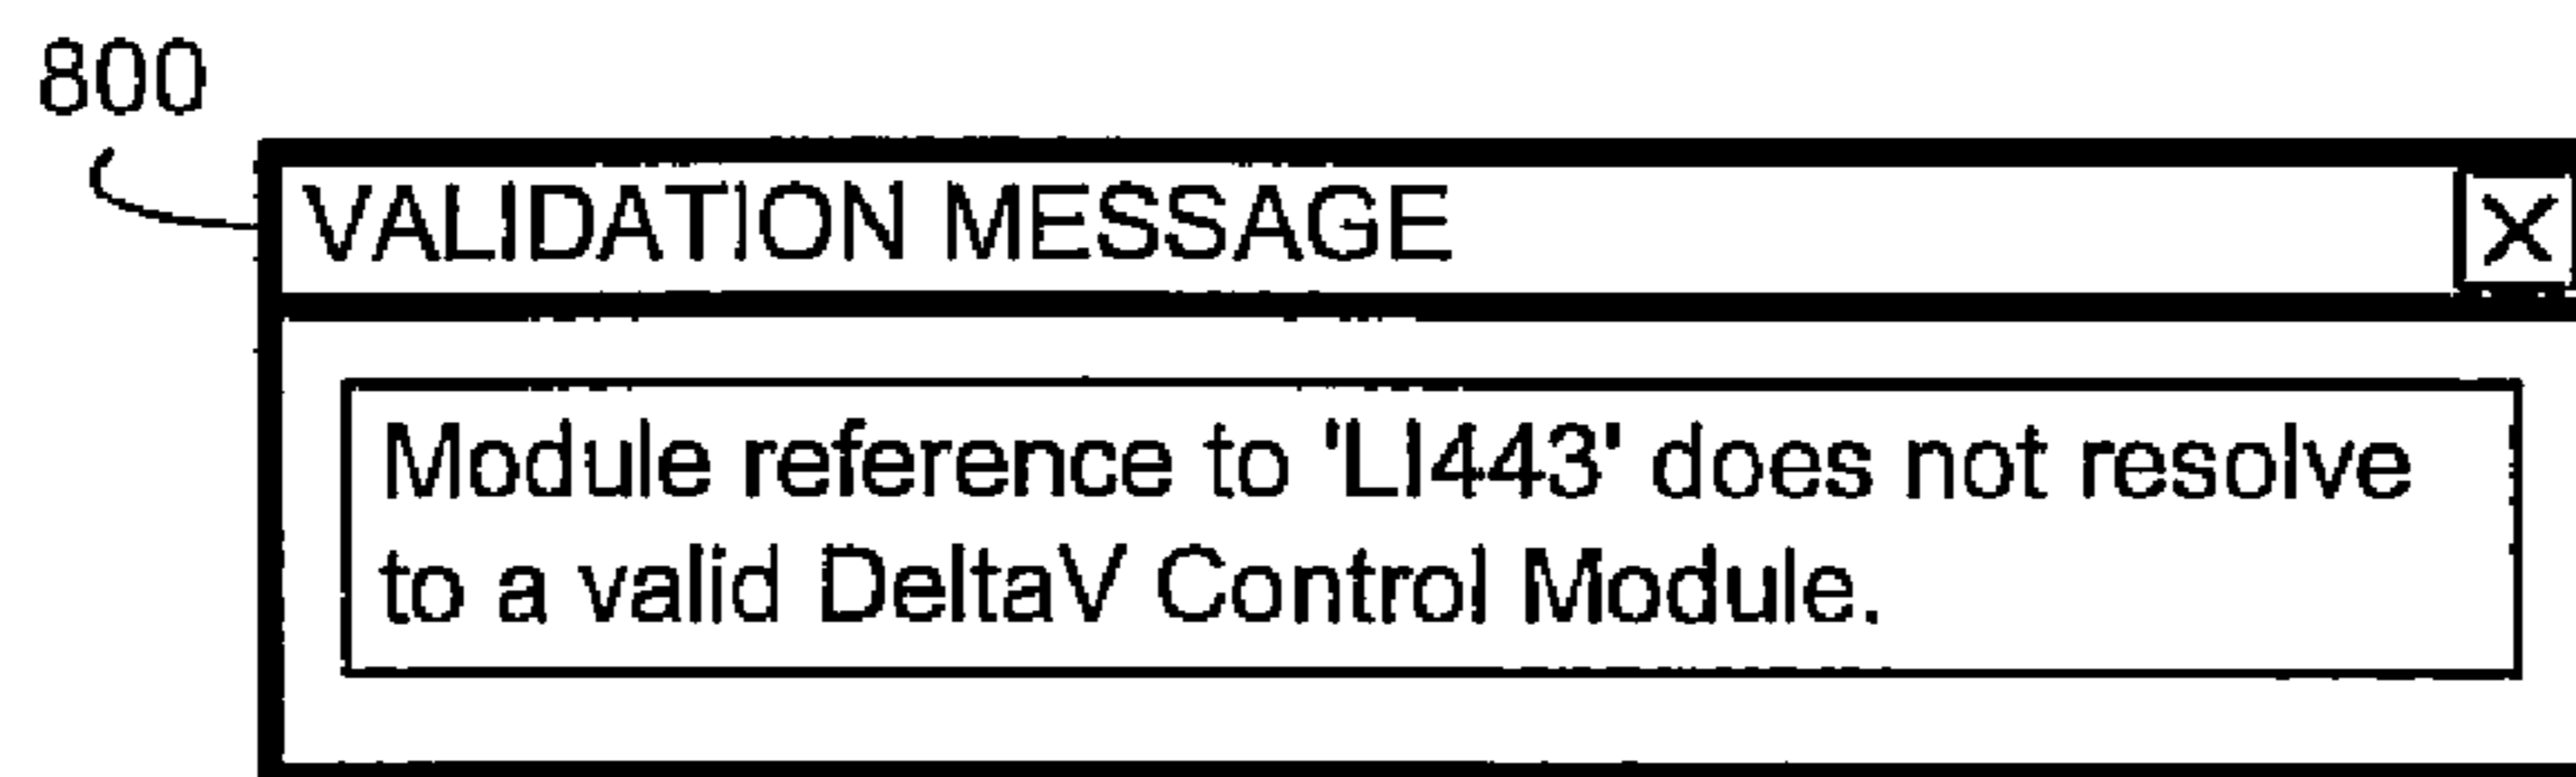 800
VALIDATION MESSAGE X
Module reference to 'LI443' does not resolve
to a valid DeltaV Control Module.